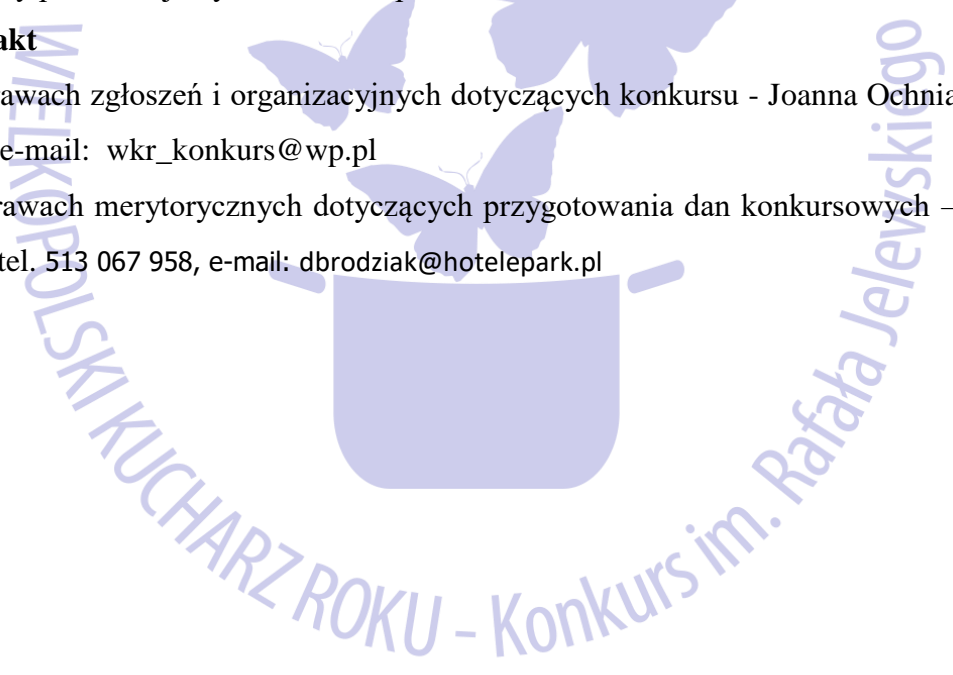 akt
awach zgłoszeń i organizacyjnych dotyczących konkursu - Joanna Ochnia
e-mail: wkr_konkurs@wp.pl
rawach merytorycznych dotyczących przygotowania dan konkursowych –
tel. 513 067 958, e-mail: dbrodziak@hotelepark.pl
WIELKOPOLSKI KUCHARZ ROKU - Konkurs im. Rafała Jelewskiego